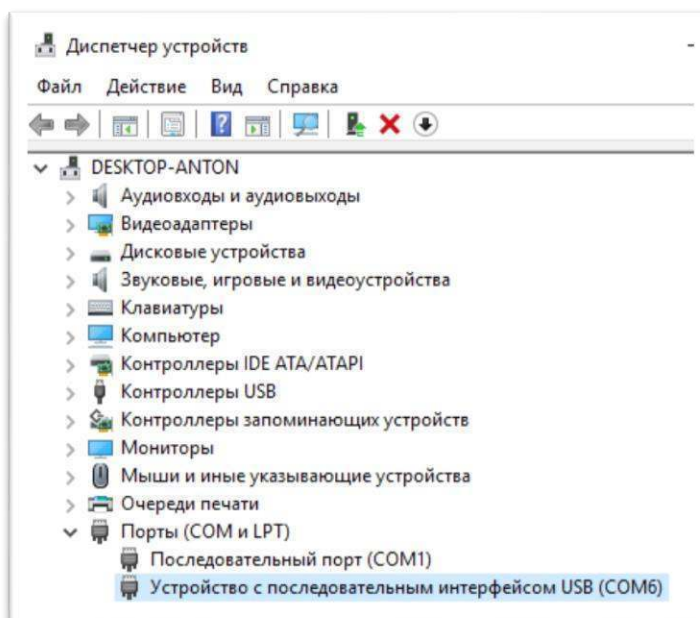 Диспетчер устройств
Файл Действие Вид Справка
DESKTOP-ANTON
Аудиовходы и аудиовыходы
Видеоадаптеры
Дисковые устройства
Звуковые, игровые и видеоустройства
Клавиатуры
Компьютер
Контроллеры IDE ATA/ATAPI
Контроллеры USB
Контроллеры запоминающих устройств
Мониторы
Мыши и иные указывающие устройства
Очереди печати
Порты (COM и LPT)
Последовательный порт (COM1)
Устройство с последовательным интерфейсом USB (COM6)